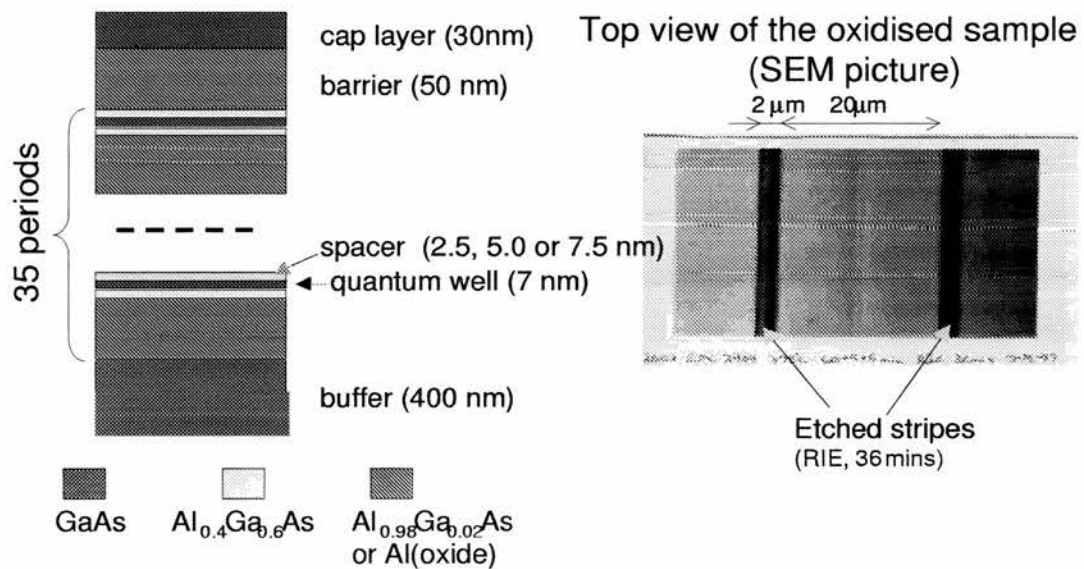 cap layer (30nm)
barrier (50 nm)
35 periods
spacer (2.5, 5.0 or 7.5 nm)
quantum well (7 nm)
buffer (400 nm)
GaAs
Al0.4Ga0.6As
Al0.98Ga0.02As
or Al(oxide)
Top view of the oxidised sample
(SEM picture)
2 μm 20μm
Etched stripes
(RIE, 36mins)